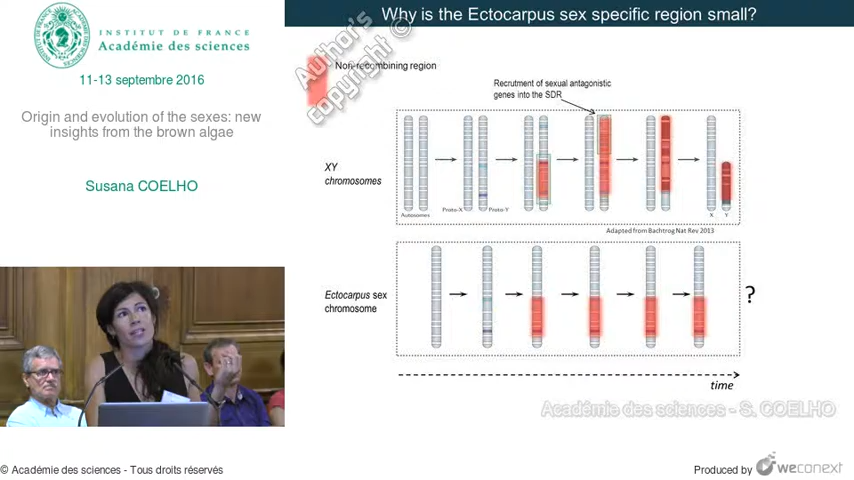 INSTITUT DE FRANCE
Académie des sciences
11-13 septembre 2016
Origin and evolution of the sexes: new
insights from the brown algae
Susana COELHO
Why is the Ectocarpus sex specific region small?
Author's
copyright ©
Non-recombining region
Recrutment of sexual antagonistic
genes into the SDR
XY
chromosomes
Autosomes
Proto-X
Proto-Y
X
Y
Adapted from Bachtrog Nat Rev 2013
Ectocarpus sex
chromosome
?
time
Académie des sciences - S. COELHO
© Académie des sciences - Tous droits réservés
Produced by
weconext